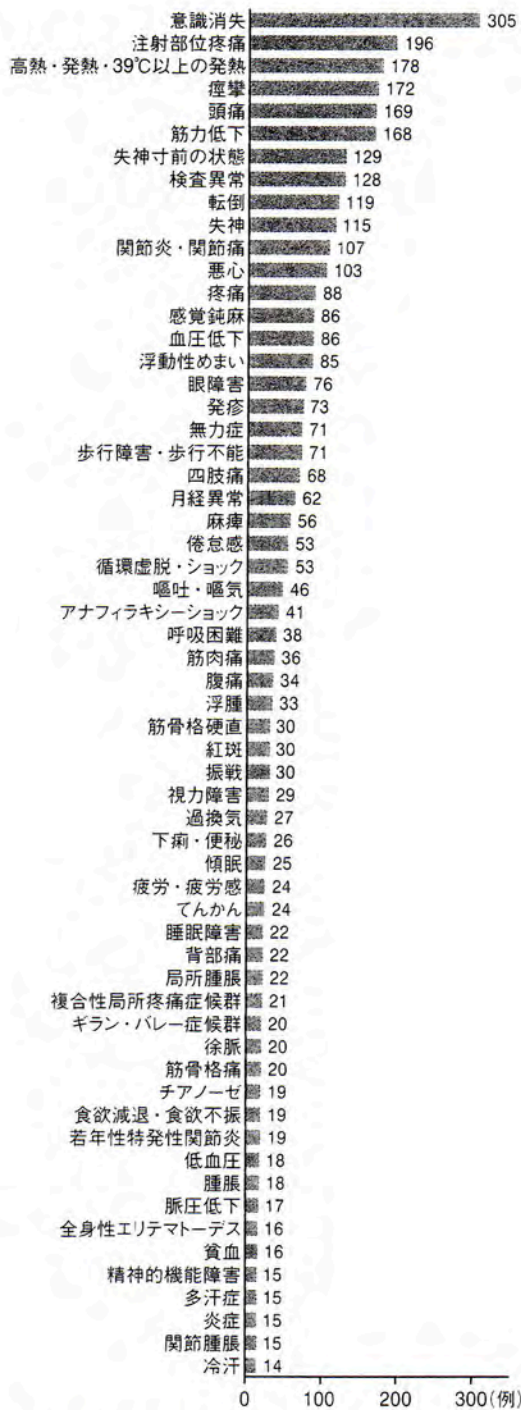 意識消失 305
注射部位疼痛 196
高熱・発熱・39℃以上の発熱 178
痙攣 172
頭痛 169
筋力低下 168
失神寸前の状態 129
検査異常 128
転倒 119
失神 115
関節炎・関節痛 107
悪心 103
疼痛 88
感覚鈍麻 86
血圧低下 86
浮動性めまい 85
眼障害 76
発疹 73
無力症 71
歩行障害・歩行不能 71
四肢痛 68
月経異常 62
麻痺 56
倦怠感 53
循環虚脱・ショック 53
嘔吐・嘔気 46
アナフィラキシーショック 41
呼吸困難 38
筋肉痛 36
腹痛 34
浮腫 33
筋骨格硬直 30
紅斑 30
振戦 30
視力障害 29
過換気 27
下痢・便秘 26
傾眠 25
疲労・疲労感 24
てんかん 24
睡眠障害 22
背部痛 22
局所腫脹 22
複合性局所疼痛症候群 21
ギラン・バレー症候群 20
徐脈 20
筋骨格痛 20
チアノーゼ 19
食欲減退・食欲不振 19
若年性特発性関節炎 19
低血圧 18
腫脹 18
脈圧低下 17
全身性エリテマトーデス 16
貧血 16
精神的機能障害 15
多汗症 15
炎症 15
関節腫脹 15
冷汗 14
0 100 200 300(例)